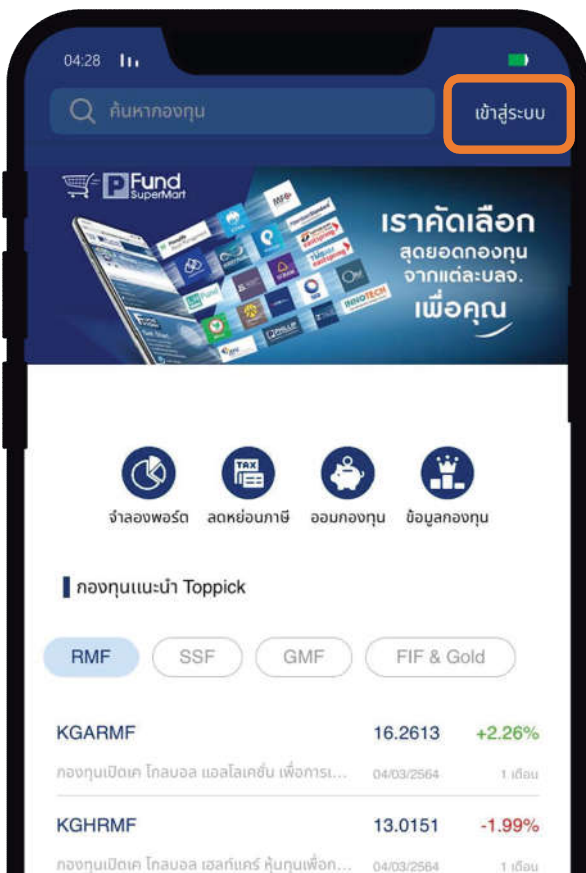 04:28
ค้นหากองทุน
เข้าสู่ระบบ
P Fund
SuperMart
เราคัดเลือก
สุดยอดกองทุน
จากแต่ละบลจ.
เพื่อคุณ
INNOTECH
PHILLIP
จำลองพอร์ต ลดหย่อนภาษี ออมกองทุน ข้อมูลกองทุน
TAX
กองทุนแนะนำ Toppick
RMF SSF GMF FIF & Gold
KGARMF 16.2613 +2.26%
กองทุนเปิดเค โกลบอล แอลโลเคชั่น เพื่อการเ... 04/03/2564 1 เดือน
KGHRMF 13.0151 -1.99%
กองทุนเปิดเค โกลบอล เฮลท์แคร์ หุ้นทุนเพื่อก... 04/03/2564 1 เดือน